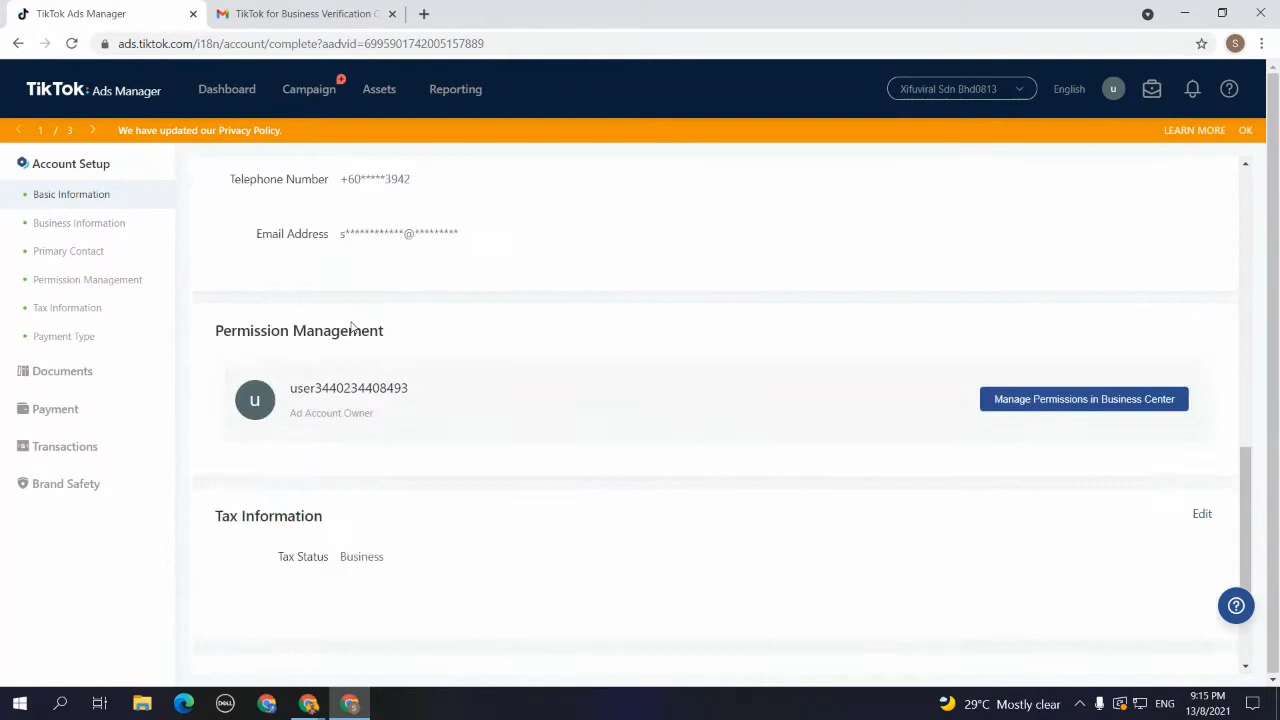 TikTok Ads Manager
TikTok for Business Verification C
ads.tiktok.com/i18n/account/complete?aadvid=6995901742005157889
S
TikTok: Ads Manager
Dashboard
Campaign
Assets
Reporting
Xifuviral Sdn Bhd0813
English
u
1 / 3
We have updated our Privacy Policy.
LEARN MORE
OK
Account Setup
Basic Information
Business Information
Primary Contact
Permission Management
Tax Information
Payment Type
Documents
Payment
Transactions
Brand Safety
Telephone Number +60*****3942
Email Address s************@*********
Permission Management
u
user3440234408493
Ad Account Owner
Manage Permissions in Business Center
Tax Information
Edit
Tax Status Business
DELL
29°C Mostly clear
ENG
9:15 PM
13/8/2021